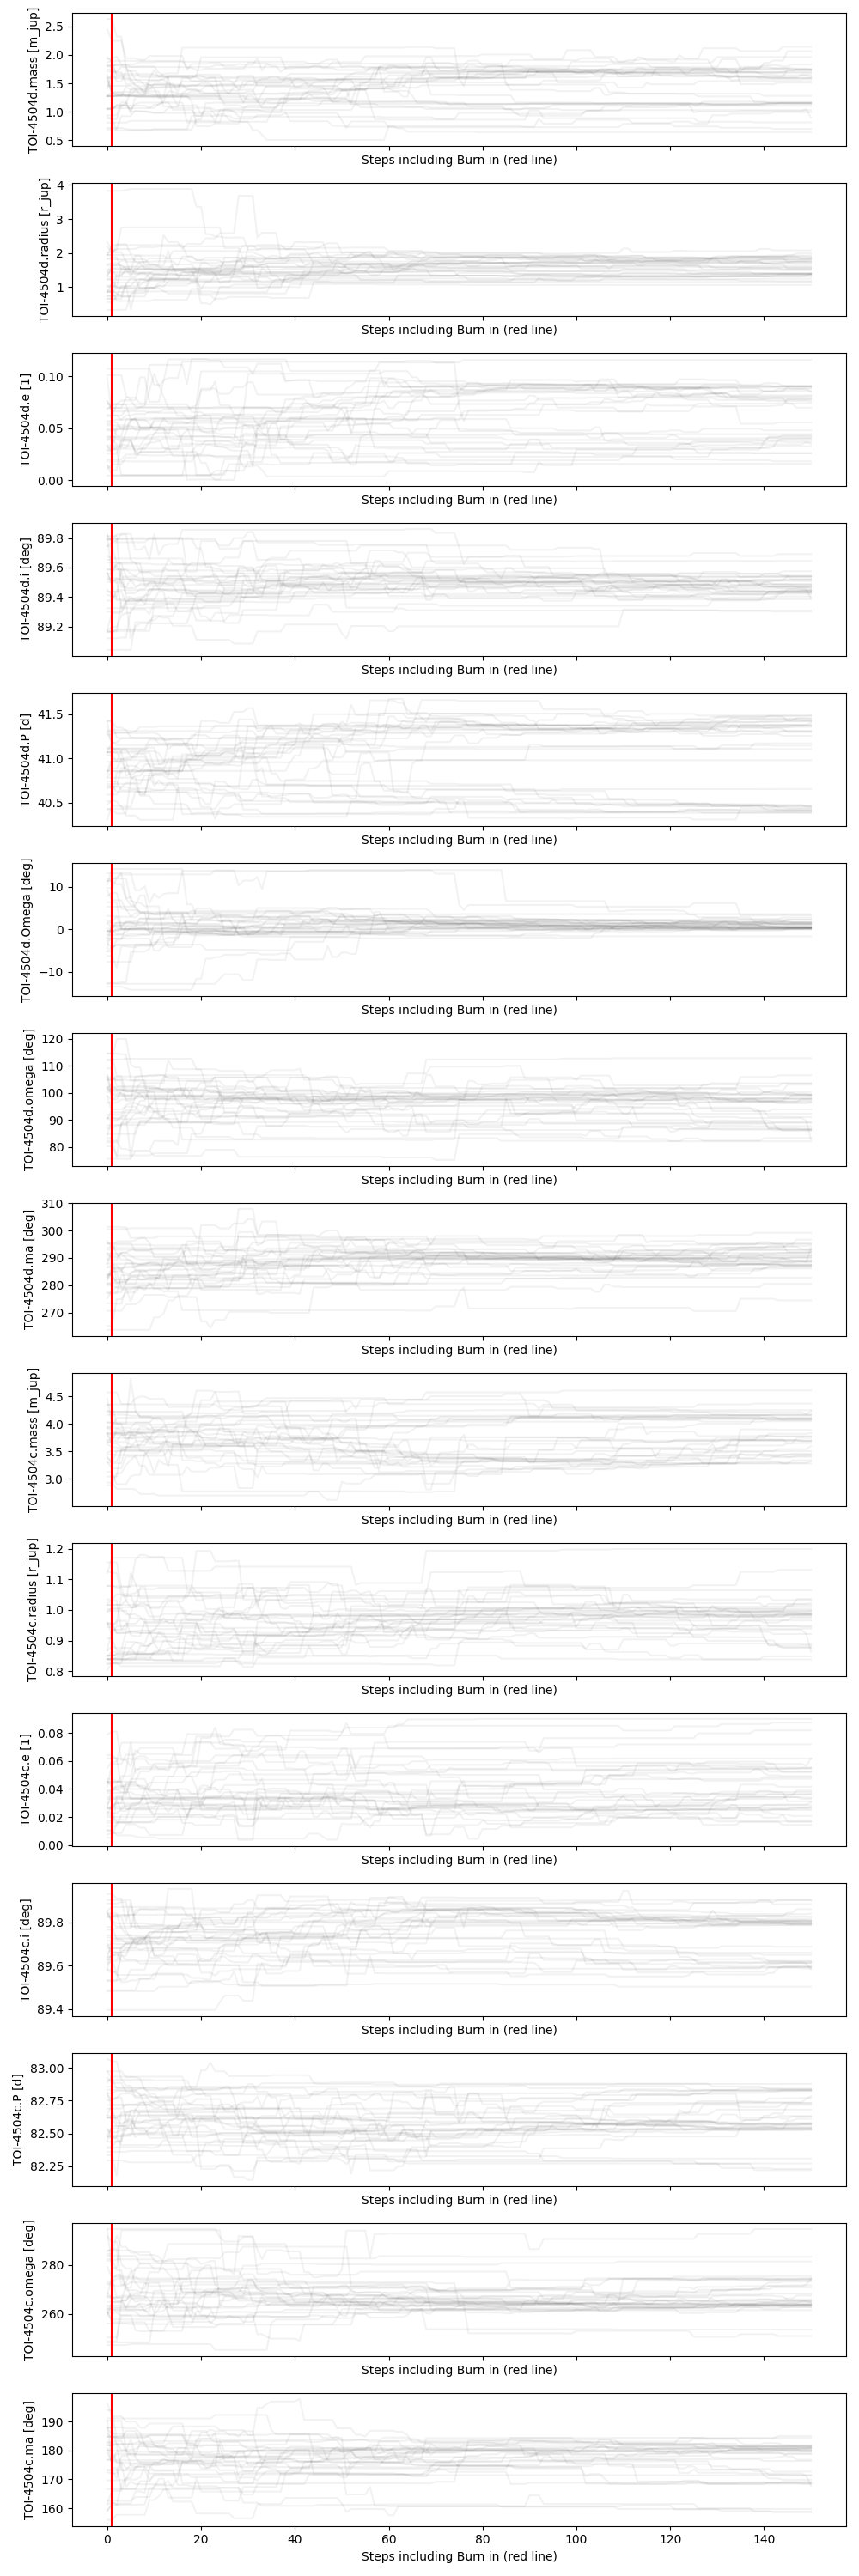 TOI-4504d.mass [m_jup]
2.5
2.0
1.5
1.0
0.5
Steps including Burn in (red line)
TOI-4504d.radius [r_jup]
4
3
2
1
Steps including Burn in (red line)
TOI-4504d.e [1]
0.10
0.05
0.00
Steps including Burn in (red line)
TOI-4504d.i [deg]
89.8
89.6
89.4
89.2
Steps including Burn in (red line)
TOI-4504d.P [d]
41.5
41.0
40.5
Steps including Burn in (red line)
TOI-4504d.Omega [deg]
10
0
−10
Steps including Burn in (red line)
TOI-4504d.omega [deg]
120
110
100
90
80
Steps including Burn in (red line)
TOI-4504d.ma [deg]
310
300
290
280
270
Steps including Burn in (red line)
TOI-4504c.mass [m_jup]
4.5
4.0
3.5
3.0
Steps including Burn in (red line)
TOI-4504c.radius [r_jup]
1.2
1.1
1.0
0.9
0.8
Steps including Burn in (red line)
TOI-4504c.e [1]
0.08
0.06
0.04
0.02
0.00
Steps including Burn in (red line)
TOI-4504c.i [deg]
89.8
89.6
89.4
Steps including Burn in (red line)
TOI-4504c.P [d]
83.00
82.75
82.50
82.25
Steps including Burn in (red line)
TOI-4504c.omega [deg]
280
260
Steps including Burn in (red line)
TOI-4504c.ma [deg]
190
180
170
160
0 20 40 60 80 100 120 140
Steps including Burn in (red line)